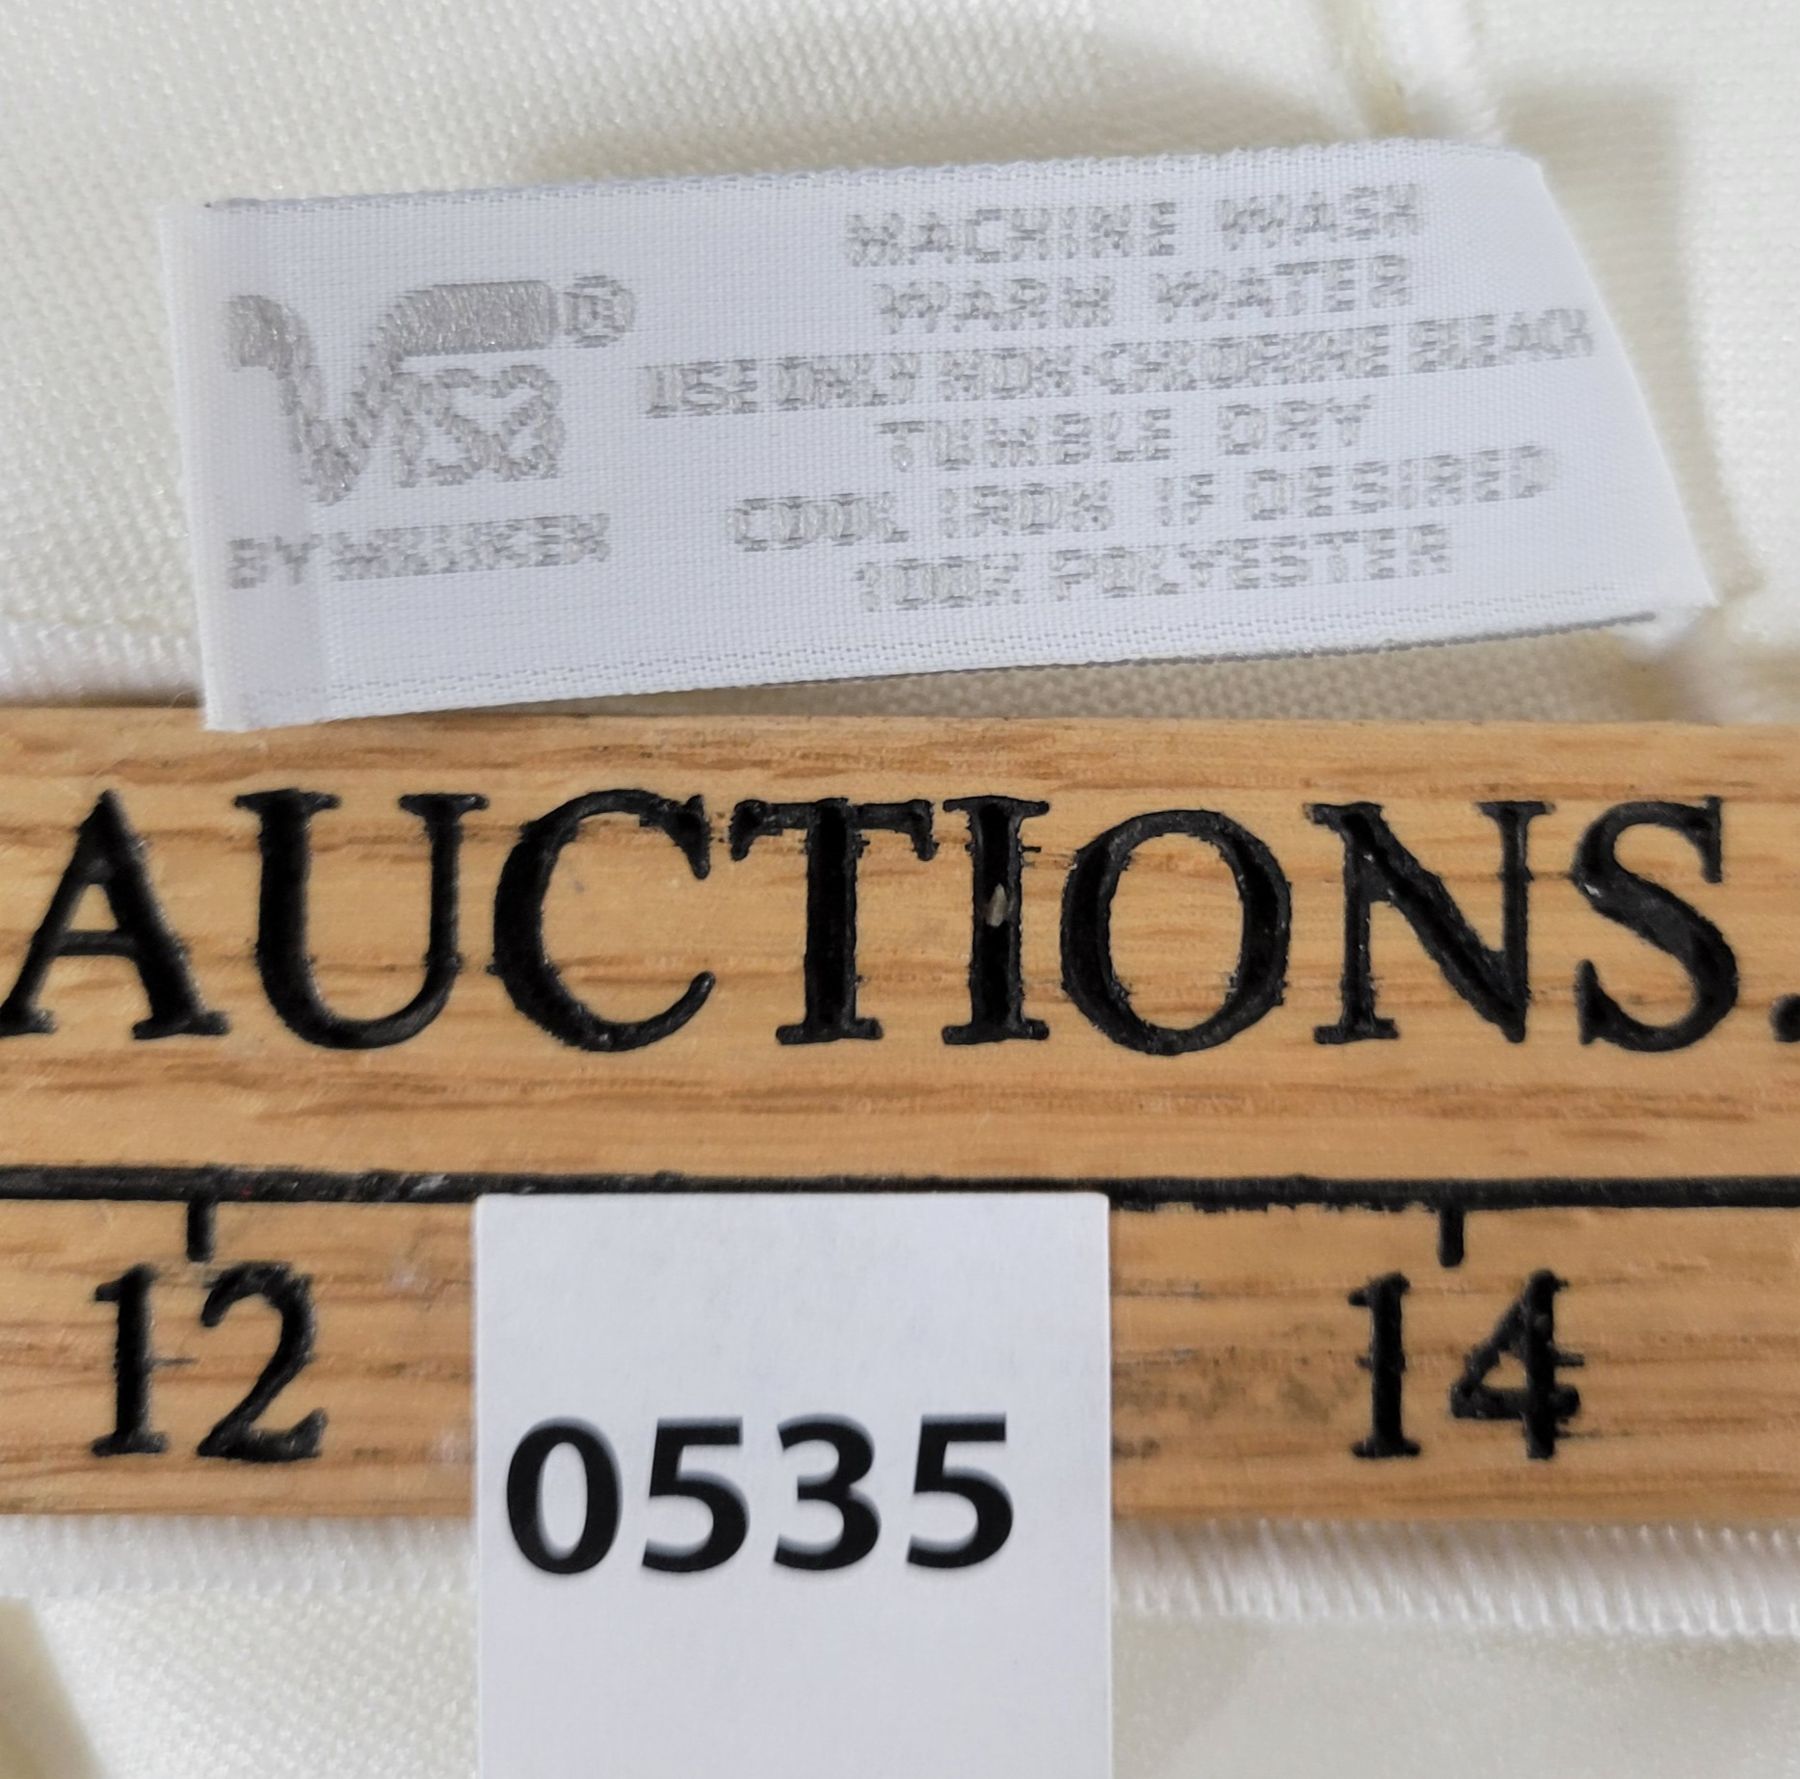 VISA®
BY MILLIKEN
MACHINE WASH
WARM WATER
USE ONLY NON-CHLORINE BLEACH
TUMBLE DRY
COOL IRON IF DESIRED
100% POLYESTER
AUCTIONS.
12 14
0535